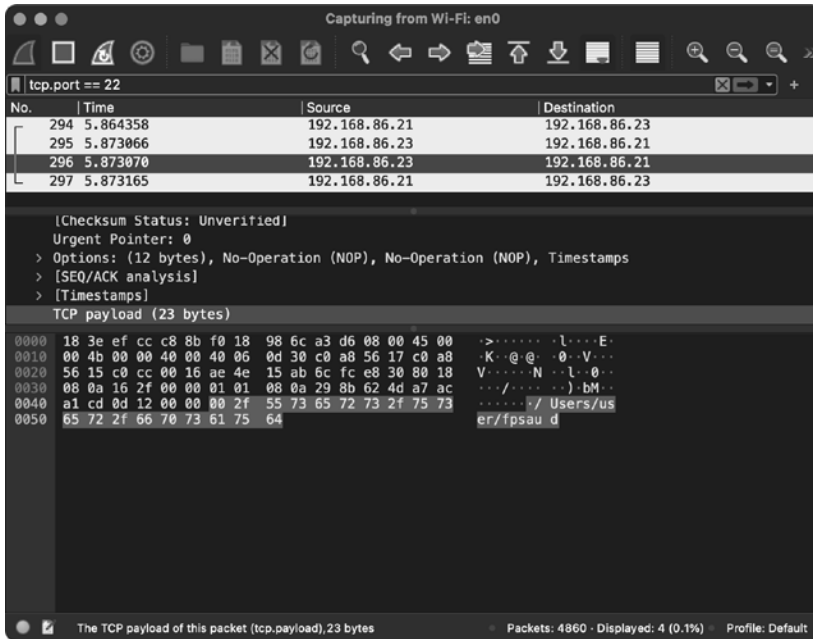 Capturing from Wi-Fi: en0
tcp.port == 22
No. Time Source Destination
294 5.864358 192.168.86.21 192.168.86.23
295 5.873066 192.168.86.23 192.168.86.21
296 5.873070 192.168.86.23 192.168.86.21
297 5.873165 192.168.86.21 192.168.86.23
[Checksum Status: Unverified]
Urgent Pointer: 0
> Options: (12 bytes), No-Operation (NOP), No-Operation (NOP), Timestamps
> [SEQ/ACK analysis]
> [Timestamps]
TCP payload (23 bytes)
0000 18 3e ef cc c8 8b f0 18 98 6c a3 d6 08 00 45 00 ·>······ ·l····E·
0010 00 4b 00 00 40 00 40 06 0d 30 c0 a8 56 17 c0 a8 ·K··@·@· ·0··V···
0020 56 15 c0 cc 00 16 ae 4e 15 ab 6c fc e8 30 80 18 V······N ··l··0··
0030 08 0a 16 2f 00 00 01 01 08 0a 29 8b 62 4d a7 ac ···/···· ··)·bM··
0040 a1 cd 0d 12 00 00 00 2f 55 73 65 72 73 2f 75 73 ·······/ Users/us
0050 65 72 2f 66 70 73 61 75 64 er/fpsau d
The TCP payload of this packet (tcp.payload), 23 bytes Packets: 4860 · Displayed: 4 (0.1%) Profile: Default